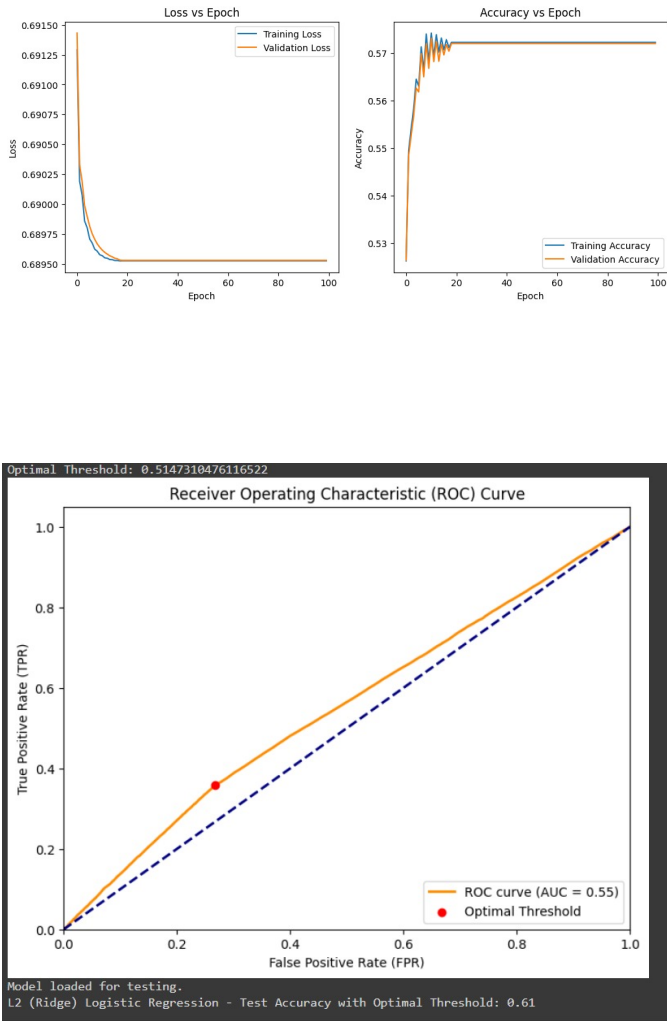 Loss vs Epoch
0.69150
0.69125
0.69100
0.69075
0.69050
0.69025
0.69000
0.68975
0.68950
Loss
0 20 40 60 80 100
Epoch
Training Loss
Validation Loss
Accuracy vs Epoch
0.57
0.56
0.55
0.54
0.53
Accuracy
0 20 40 60 80 100
Epoch
Training Accuracy
Validation Accuracy
Optimal Threshold: 0.5147310476116522
Receiver Operating Characteristic (ROC) Curve
1.0
0.8
0.6
0.4
0.2
0.0
True Positive Rate (TPR)
0.0 0.2 0.4 0.6 0.8 1.0
False Positive Rate (FPR)
ROC curve (AUC = 0.55)
Optimal Threshold
Model loaded for testing.
L2 (Ridge) Logistic Regression - Test Accuracy with Optimal Threshold: 0.61